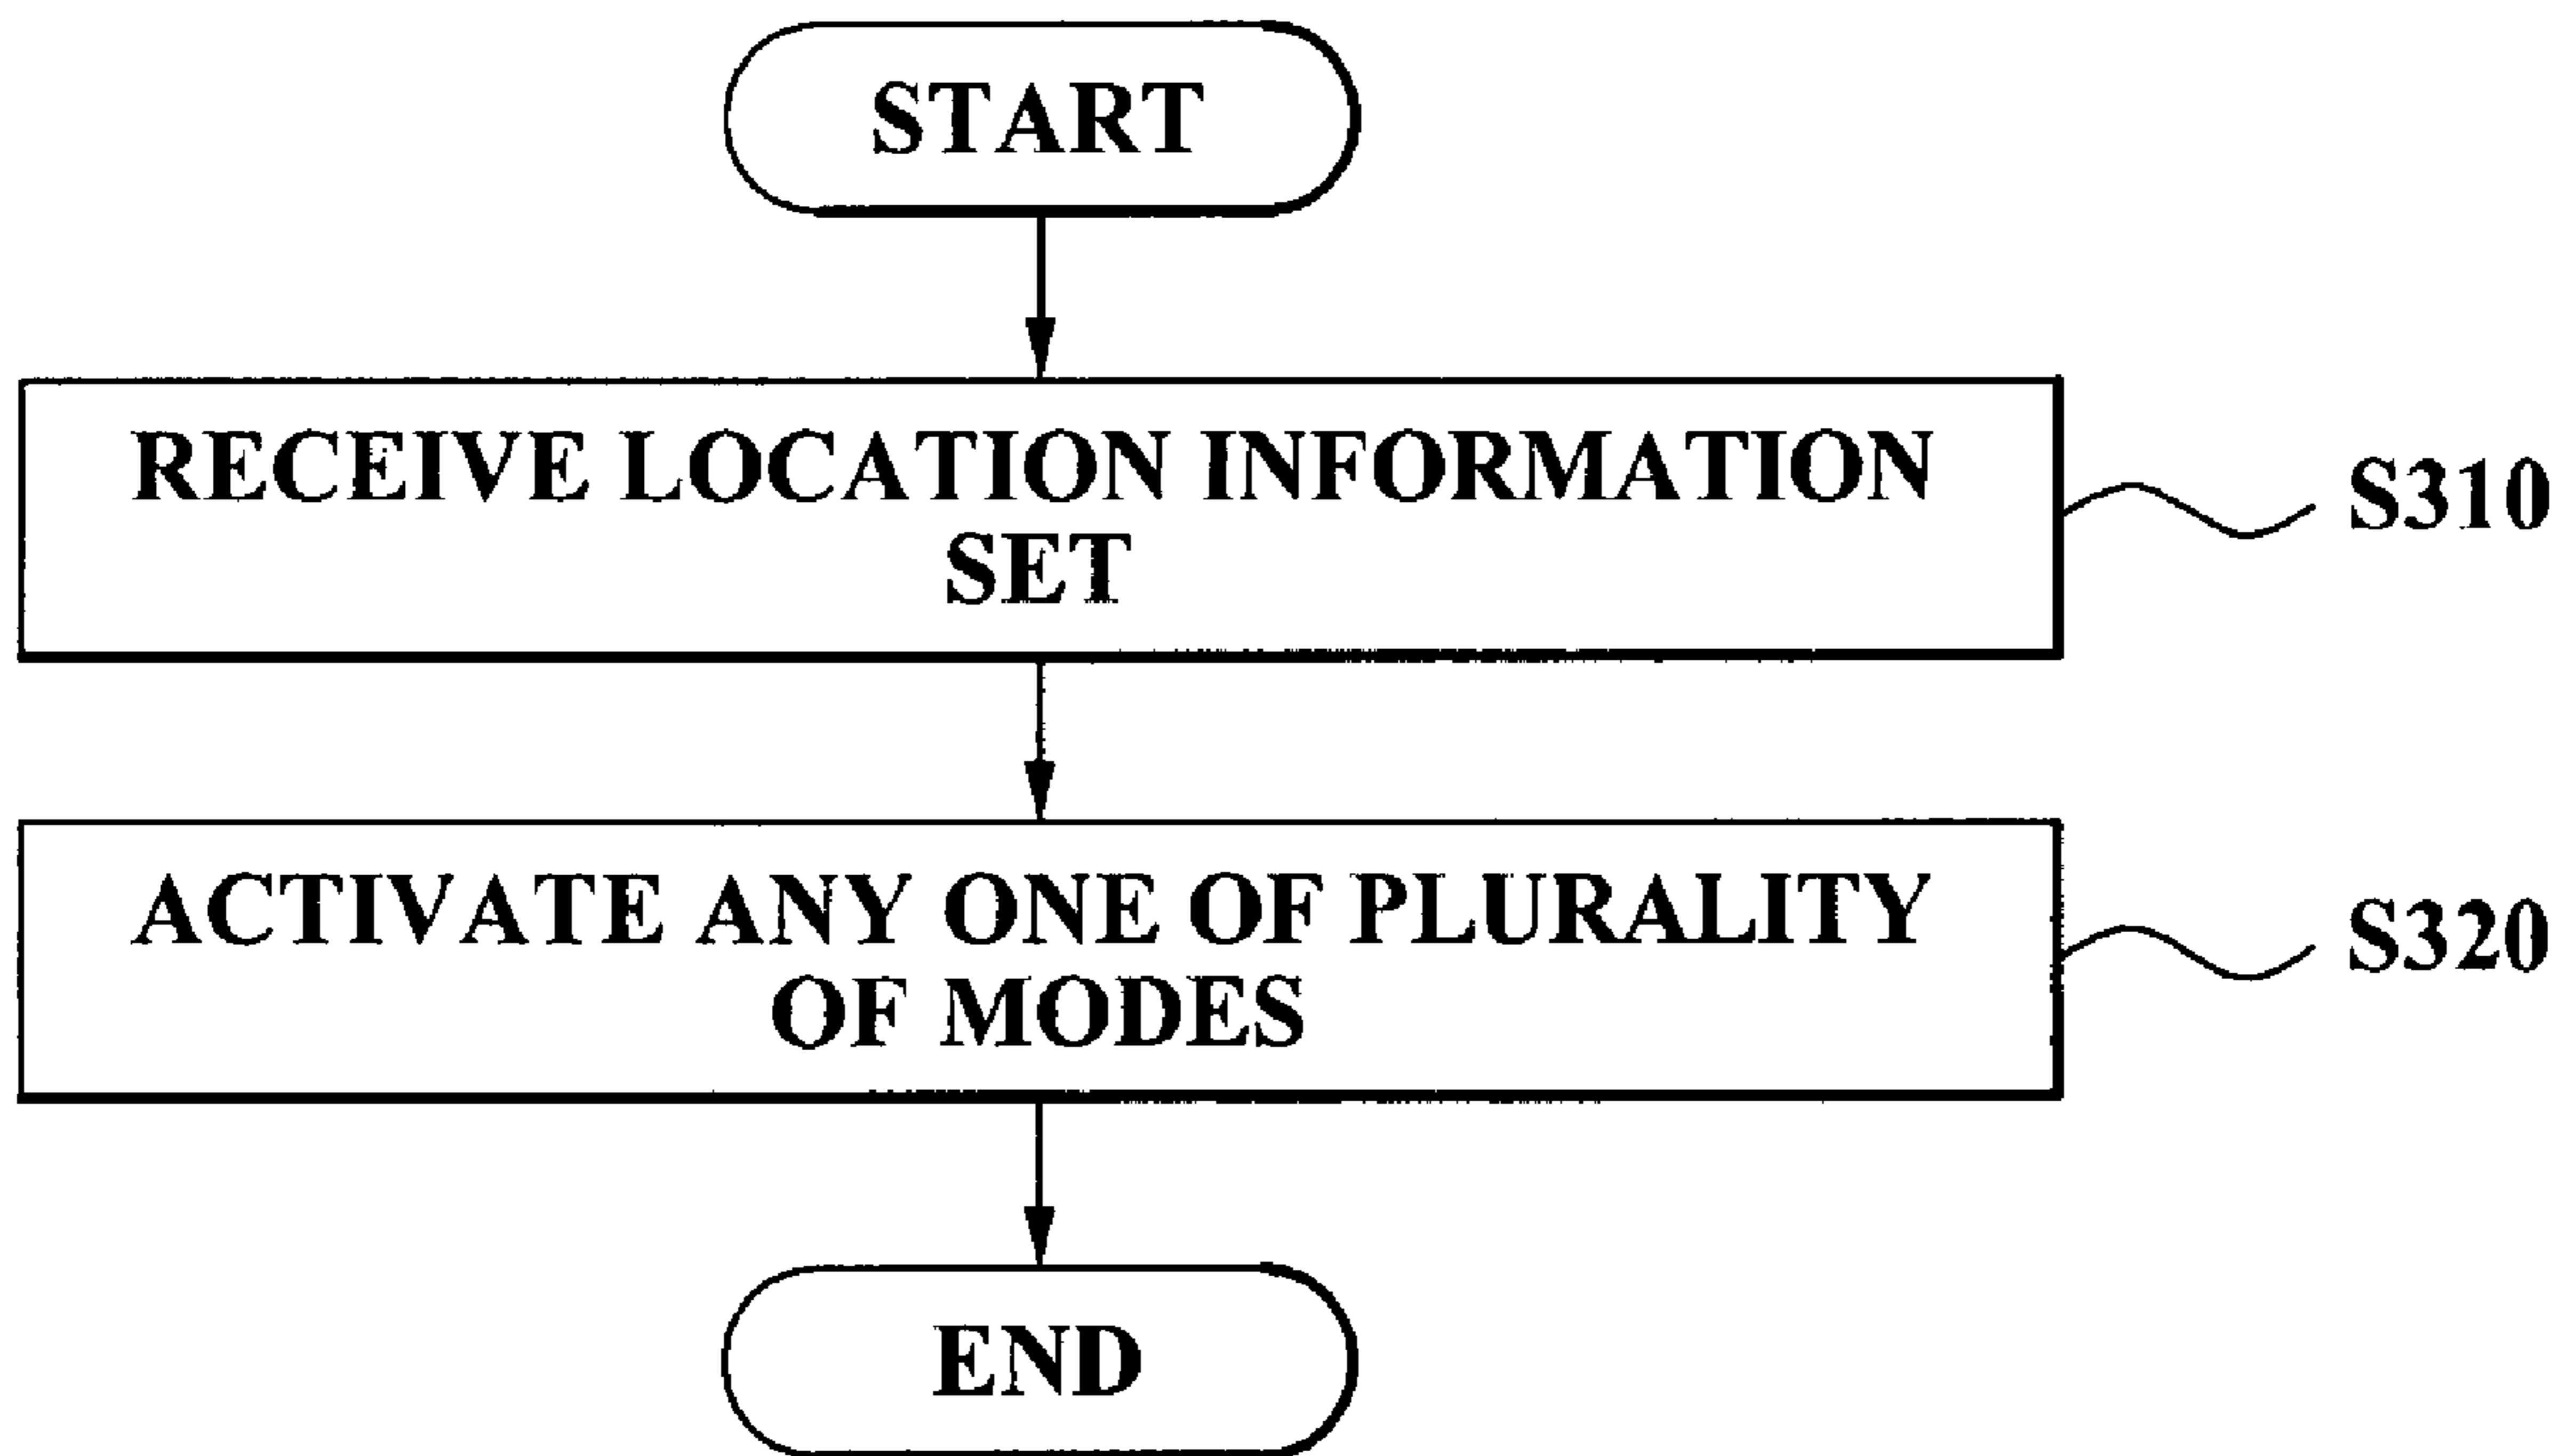 START
RECEIVE LOCATION INFORMATION
SET
S310
ACTIVATE ANY ONE OF PLURALITY
OF MODES
S320
END